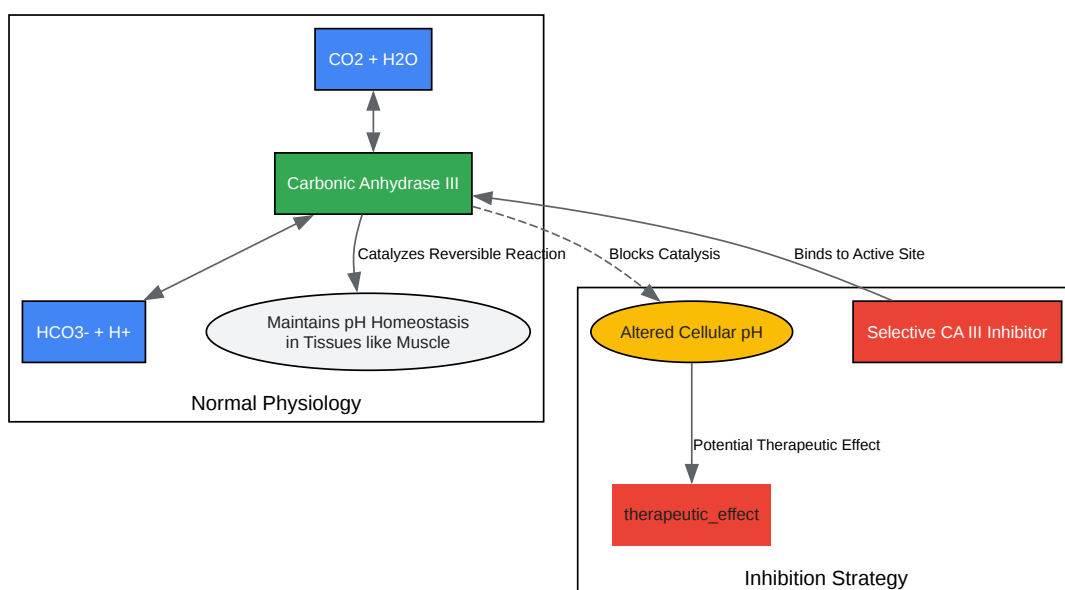 CO2 + H2O
Carbonic Anhydrase III
Catalyzes Reversible Reaction
Blocks Catalysis
Binds to Active Site
HCO3- + H+
Maintains pH Homeostasis
in Tissues like Muscle
Altered Cellular pH
Selective CA III Inhibitor
Normal Physiology
Potential Therapeutic Effect
therapeutic_effect
Inhibition Strategy